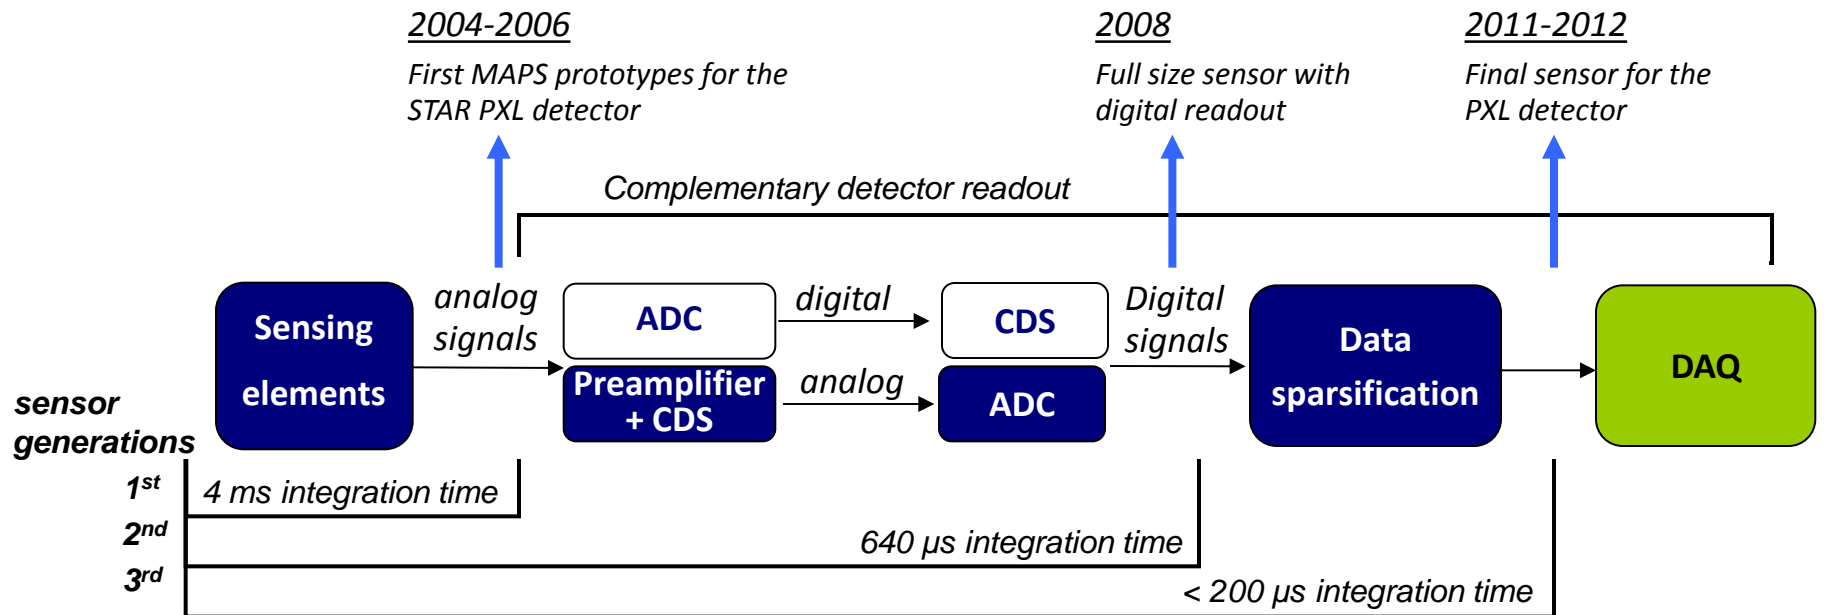 2004-2006
First MAPS prototypes for the
STAR PXL detector
2008
Full size sensor with
digital readout
2011-2012
Final sensor for the
PXL detector
Complementary detector readout
Sensing
elements
analog
signals
ADC
digital
CDS
Preamplifier
+ CDS
analog
ADC
Digital
signals
Data
sparsification
DAQ
sensor
generations
1st
4 ms integration time
2nd
640 µs integration time
3rd
< 200 µs integration time